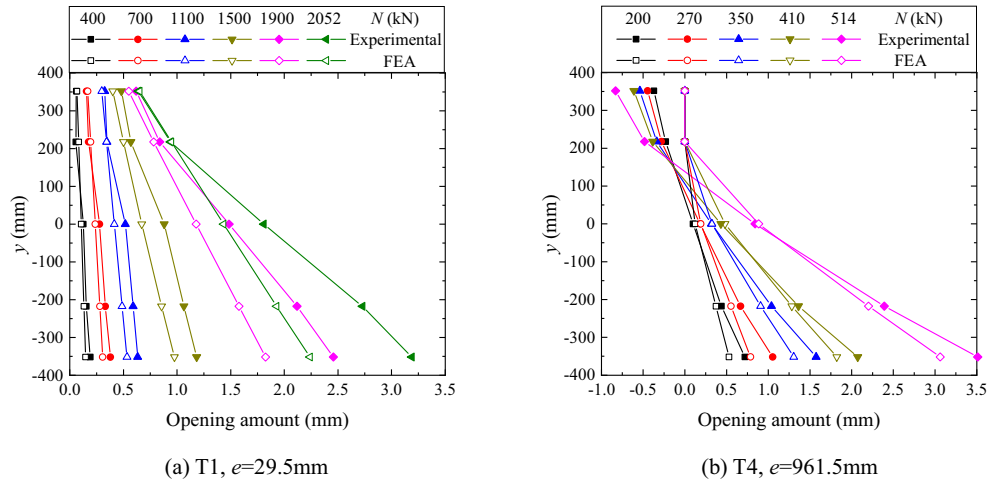 400 700 1100 1500 1900 2052 N (kN)
Experimental
FEA
400
300
200
100
0
-100
-200
-300
-400
y (mm)
0.0 0.5 1.0 1.5 2.0 2.5 3.0 3.5
Opening amount (mm)
(a) T1, e=29.5mm
200 270 350 410 514 N (kN)
Experimental
FEA
400
300
200
100
0
-100
-200
-300
-400
y (mm)
-1.0 -0.5 0.0 0.5 1.0 1.5 2.0 2.5 3.0 3.5
Opening amount (mm)
(b) T4, e=961.5mm